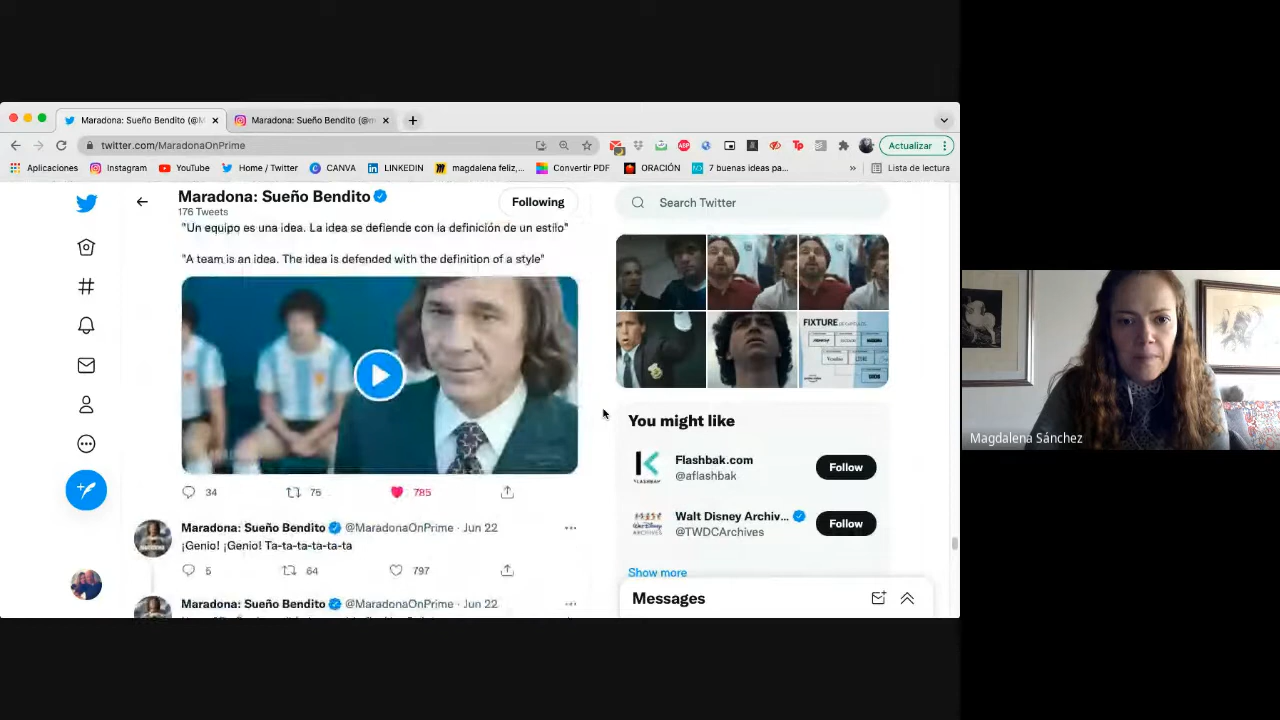 Maradona: Sueño Bendito (@M
Maradona: Sueño Bendito (@m
twitter.com/MaradonaOnPrime
Actualizar
Aplicaciones
Instagram
YouTube
Home / Twitter
CANVA
LINKEDIN
magdalena feliz,...
Convertir PDF
ORACIÓN
7 buenas ideas pa...
»
Lista de lectura
Maradona: Sueño Bendito
176 Tweets
Following
Search Twitter
"Un equipo es una idea. La idea se defiende con la definición de un estilo"
"A team is an idea. The idea is defended with the definition of a style"
FIXTURE
34 75 785
You might like
Flashbak.com
@aflashbak
Follow
Walt Disney Archiv...
@TWDCArchives
Follow
Show more
Maradona: Sueño Bendito @MaradonaOnPrime · Jun 22
¡Genio! ¡Genio! Ta-ta-ta-ta-ta-ta
5 64 797
Maradona: Sueño Bendito @MaradonaOnPrime · Jun 22
Messages
Magdalena Sánchez